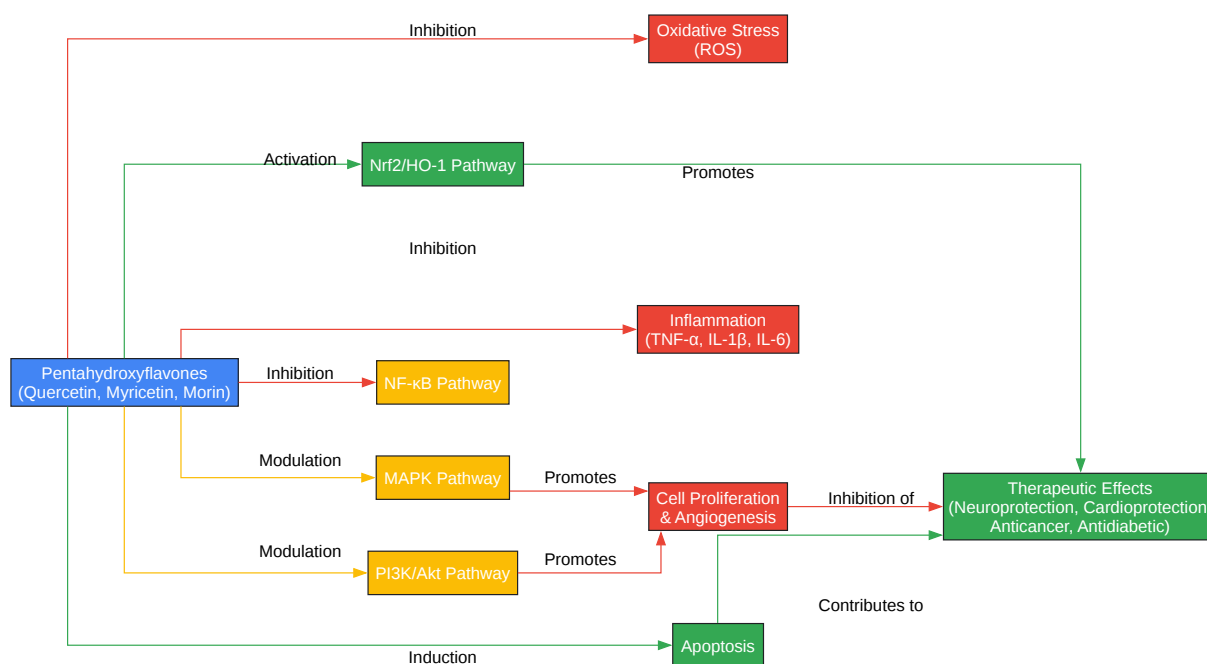 Inhibition
Oxidative Stress
(ROS)
Activation
Nrf2/HO-1 Pathway
Promotes
Inhibition
Inflammation
(TNF-α, IL-1β, IL-6)
Pentahydroxyflavones
(Quercetin, Myricetin, Morin)
Inhibition
NF-κB Pathway
Modulation
MAPK Pathway
Promotes
Cell Proliferation
& Angiogenesis
Inhibition of
Therapeutic Effects
(Neuroprotection, Cardioprotection
Anticancer, Antidiabetic)
Modulation
PI3K/Akt Pathway
Promotes
Contributes to
Induction
Apoptosis